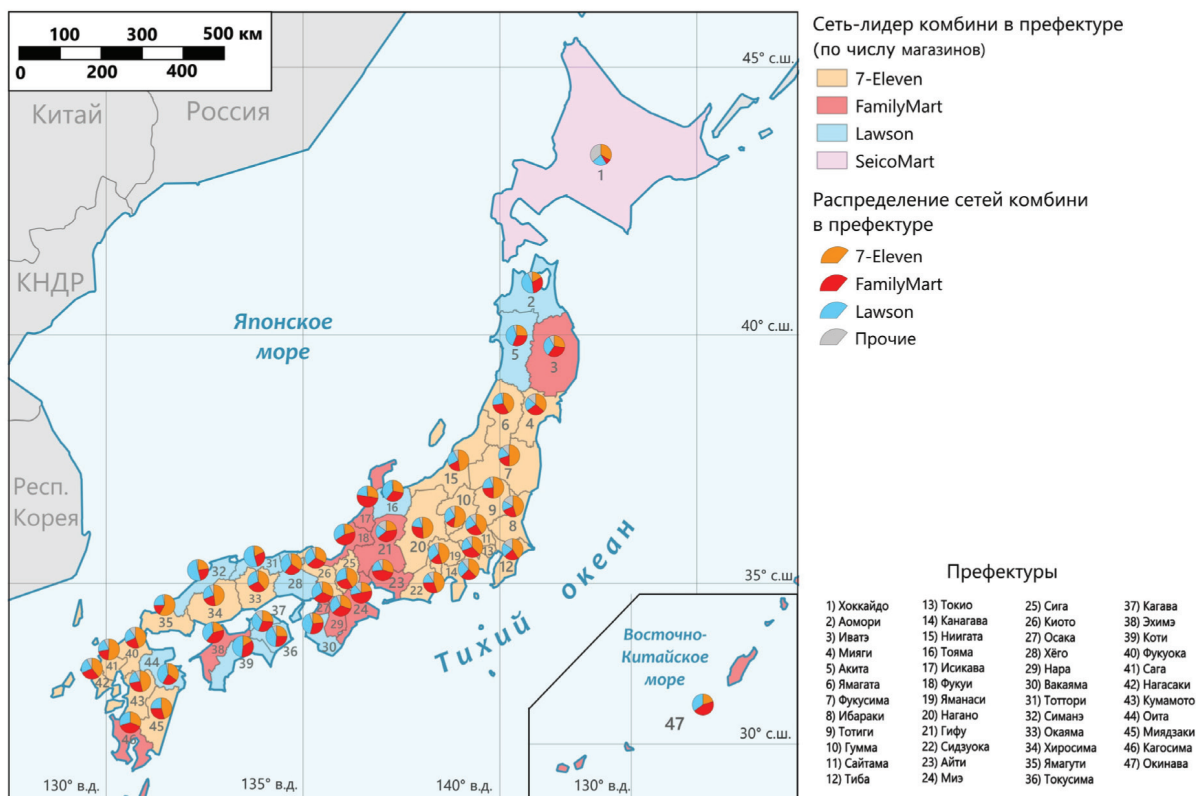 100 300 500 км
0 200 400
Китай
Россия
КНДР
Респ.
Корея
Японское
море
Тихий океан
Восточно-
Китайское
море
45° с.ш.
40° с.ш.
35° с.ш.
30° с.ш.
130° в.д.
135° в.д.
140° в.д.
130° в.д.
1
2
5
3
6
4
7
15
10
9
8
16
17
18
21
20
11
13
19
14
12
22
23
25
26
24
27
29
30
28
31
32
33
34
35
37
36
38
39
40
41
42
43
44
45
46
47
Сеть-лидер комбини в префектуре
(по числу магазинов)
7-Eleven
FamilyMart
Lawson
SeicoMart
Распределение сетей комбини
в префектуре
7-Eleven
FamilyMart
Lawson
Прочие
Префектуры
1) Хоккайдо
2) Аомори
3) Иватэ
4) Мияги
5) Акита
6) Ямагата
7) Фукусима
8) Ибараки
9) Тотиги
10) Гумма
11) Сайтама
12) Тиба
13) Токио
14) Канагава
15) Ниигата
16) Тояма
17) Исикава
18) Фукуи
19) Яманаси
20) Нагано
21) Гифу
22) Сидзуока
23) Айти
24) Миэ
25) Сига
26) Киото
27) Осака
28) Хёго
29) Нара
30) Вакаяма
31) Тоттори
32) Симанэ
33) Окаяма
34) Хиросима
35) Ямагути
36) Токусима
37) Кагава
38) Эхимэ
39) Коти
40) Фукуока
41) Сага
42) Нагасаки
43) Кумамото
44) Оита
45) Миядзаки
46) Кагосима
47) Окинава